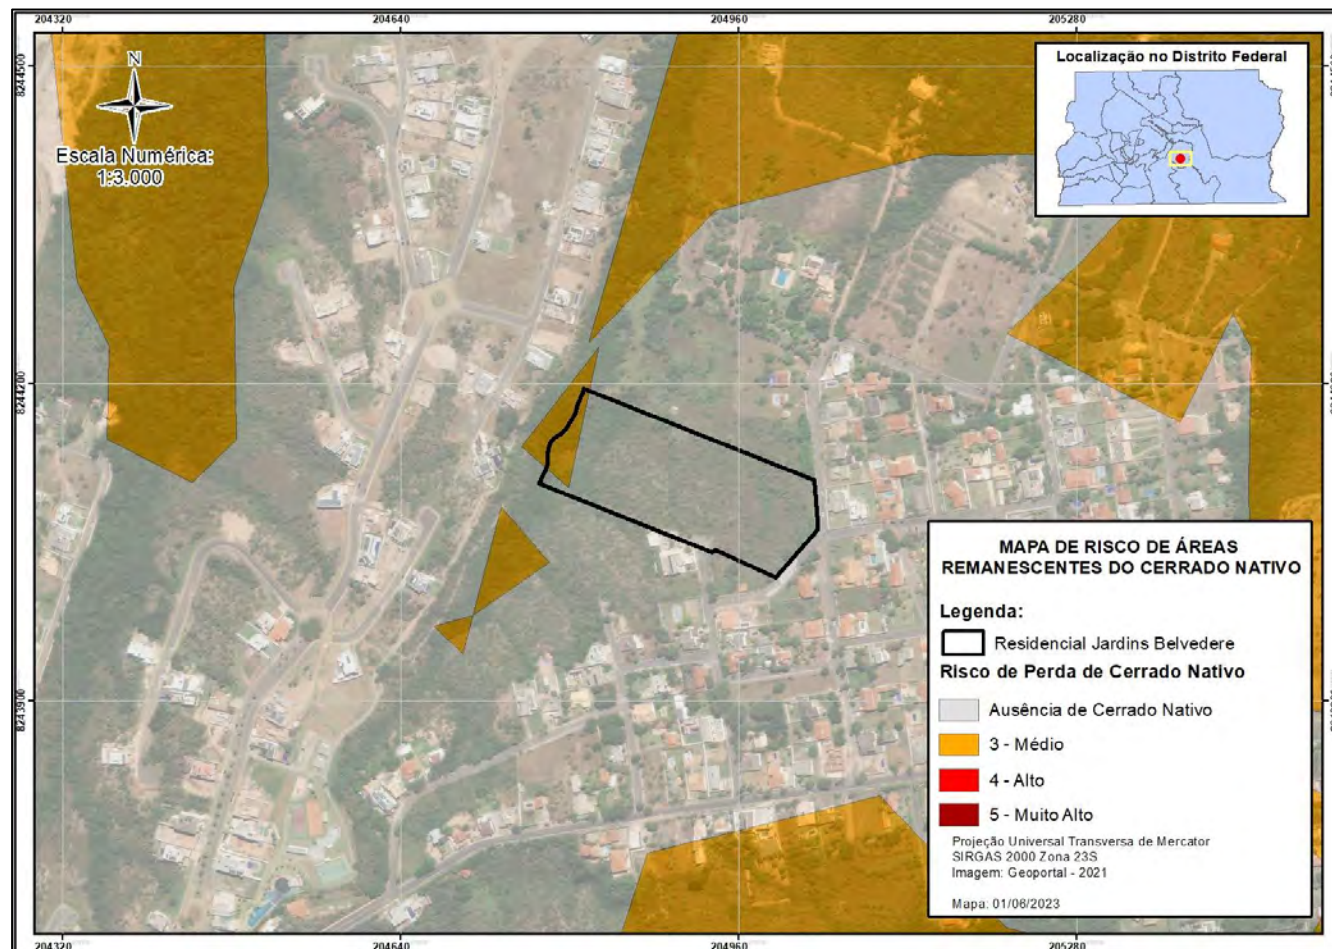 204320 204640 204960 205280
Localização no Distrito Federal
N
Escala Numérica:
1:3.000
8244500
8244200
8243900
MAPA DE RISCO DE ÁREAS
REMANESCENTES DO CERRADO NATIVO
Legenda:
Residencial Jardins Belvedere
Risco de Perda de Cerrado Nativo
Ausência de Cerrado Nativo
3 - Médio
4 - Alto
5 - Muito Alto
Projeção Universal Transversa de Mercator
SIRGAS 2000 Zona 23S
Imagem: Geoportal - 2021
Mapa: 01/06/2023
204320 204640 204960 205280